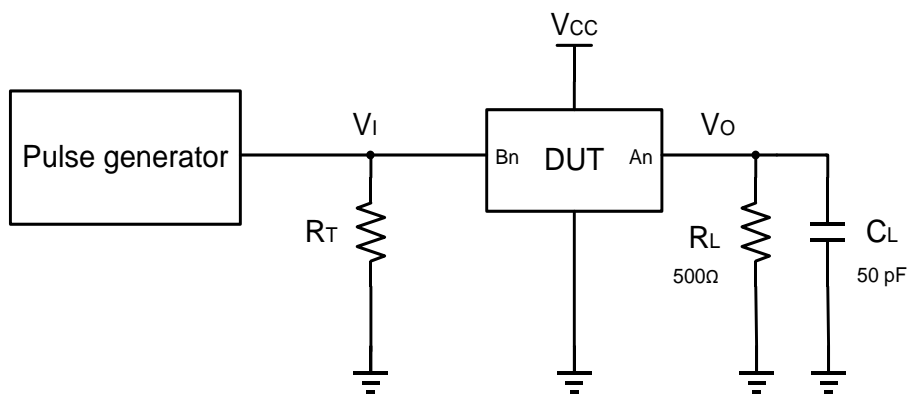 VCC
Pulse generator
VI
Bn
DUT
An
VO
RT
RL
500Ω
CL
50 pF